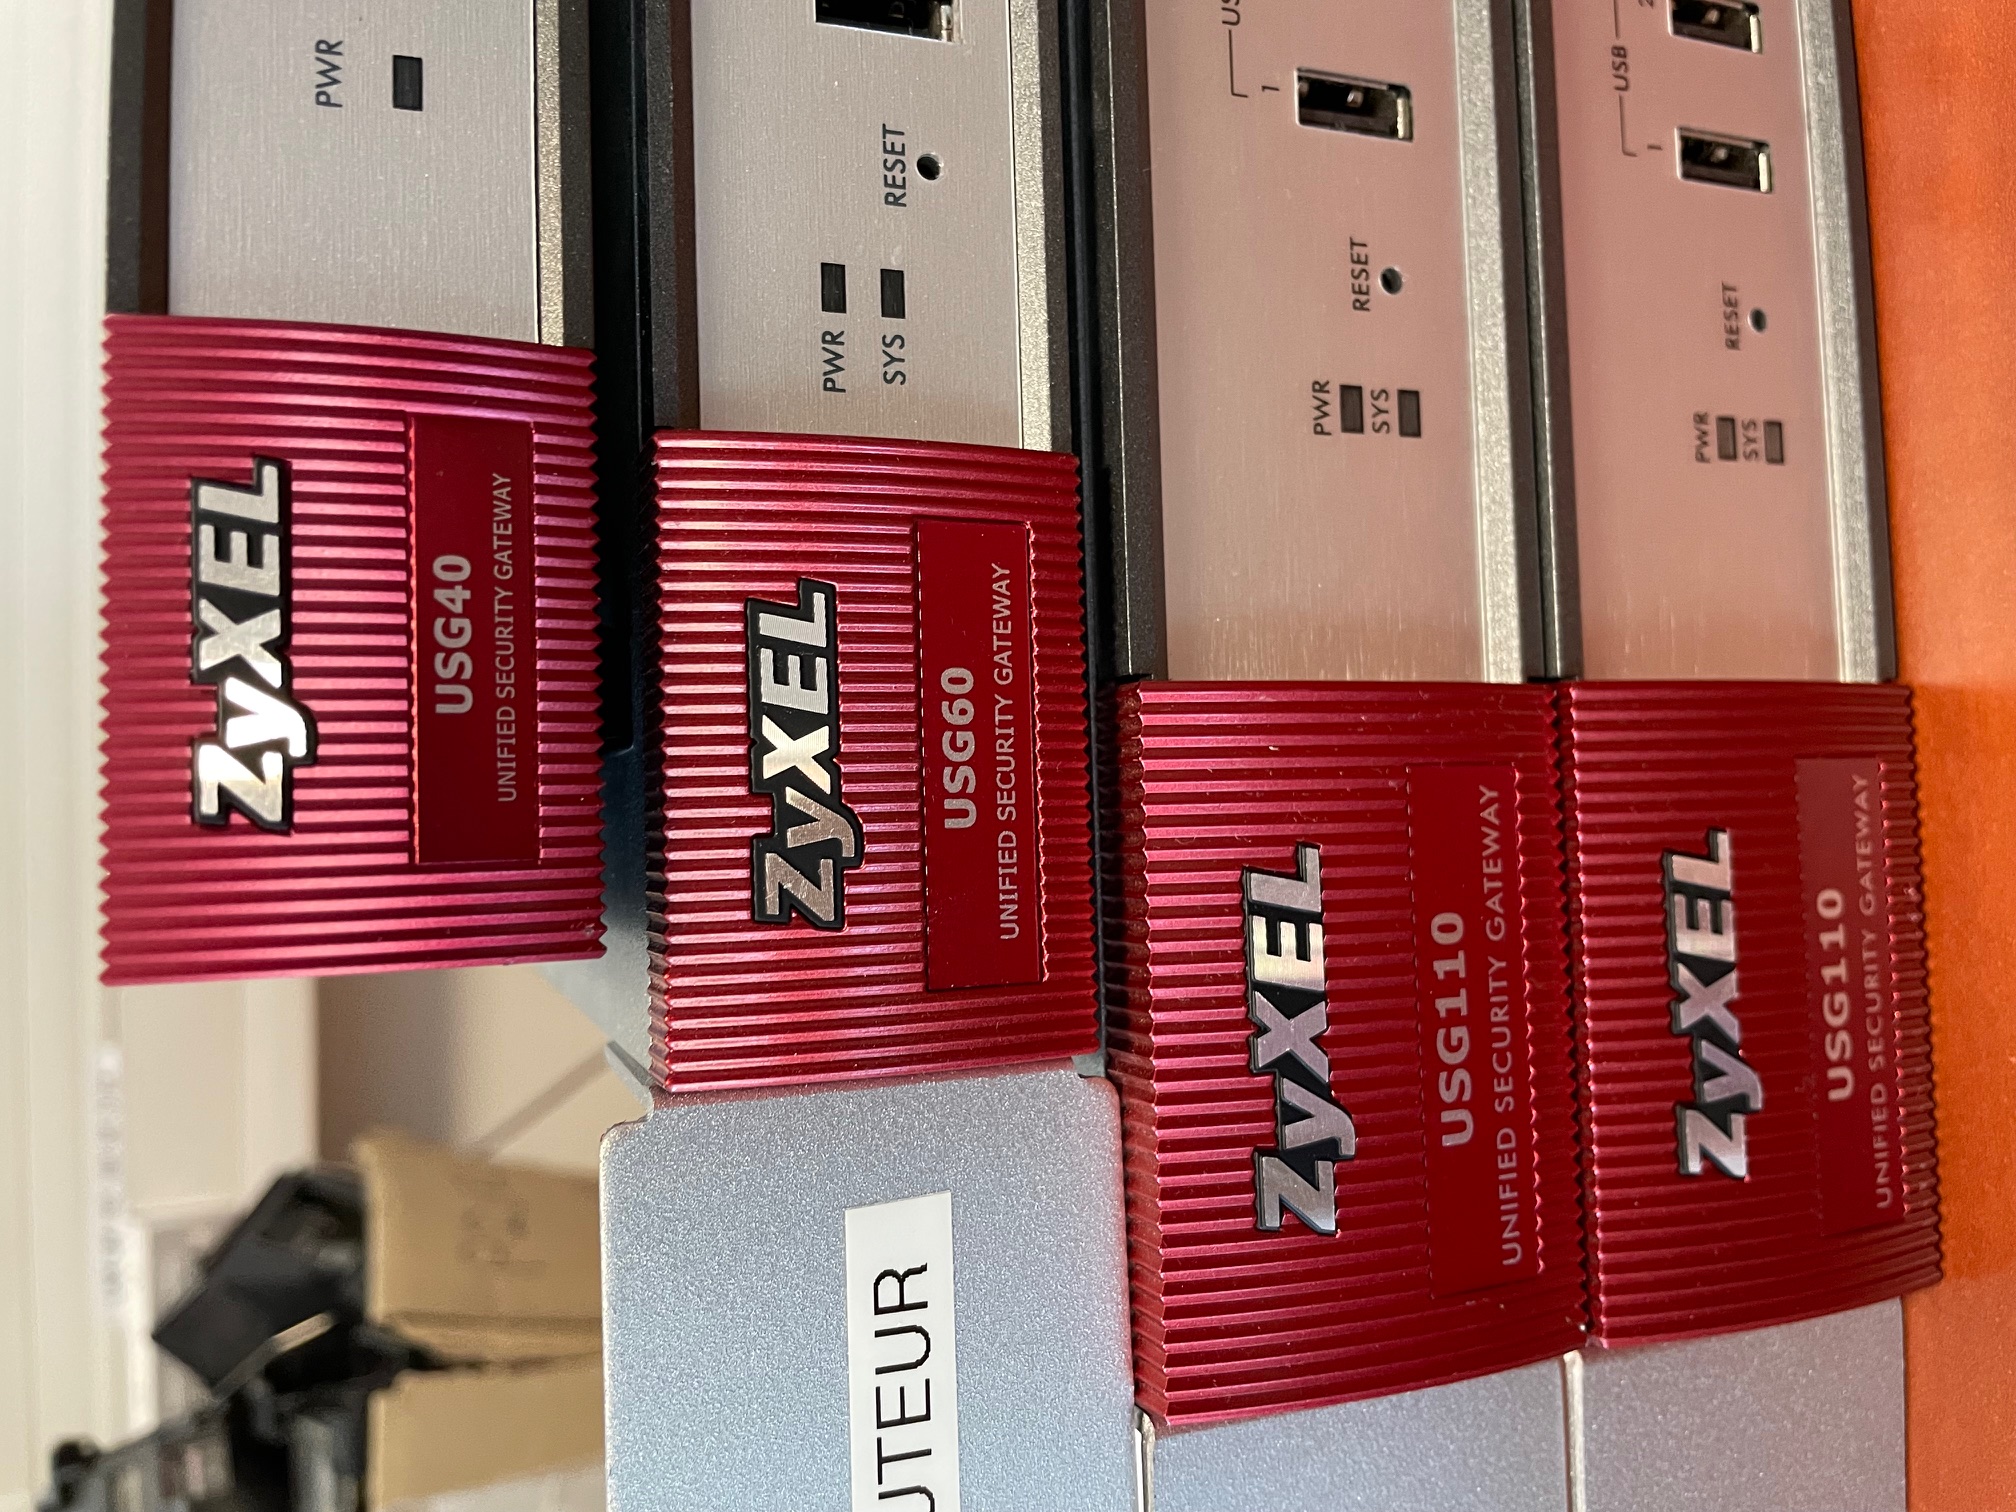 PWR
ZyXEL
USG40
UNIFIED SECURITY GATEWAY
PWR
SYS
RESET
ZyXEL
USG60
UNIFIED SECURITY GATEWAY
UTEUR
1
RESET
PWR
SYS
ZyXEL
USG110
UNIFIED SECURITY GATEWAY
USB
1
2
RESET
PWR
SYS
ZyXEL
USG110
UNIFIED SECURITY GATEWAY